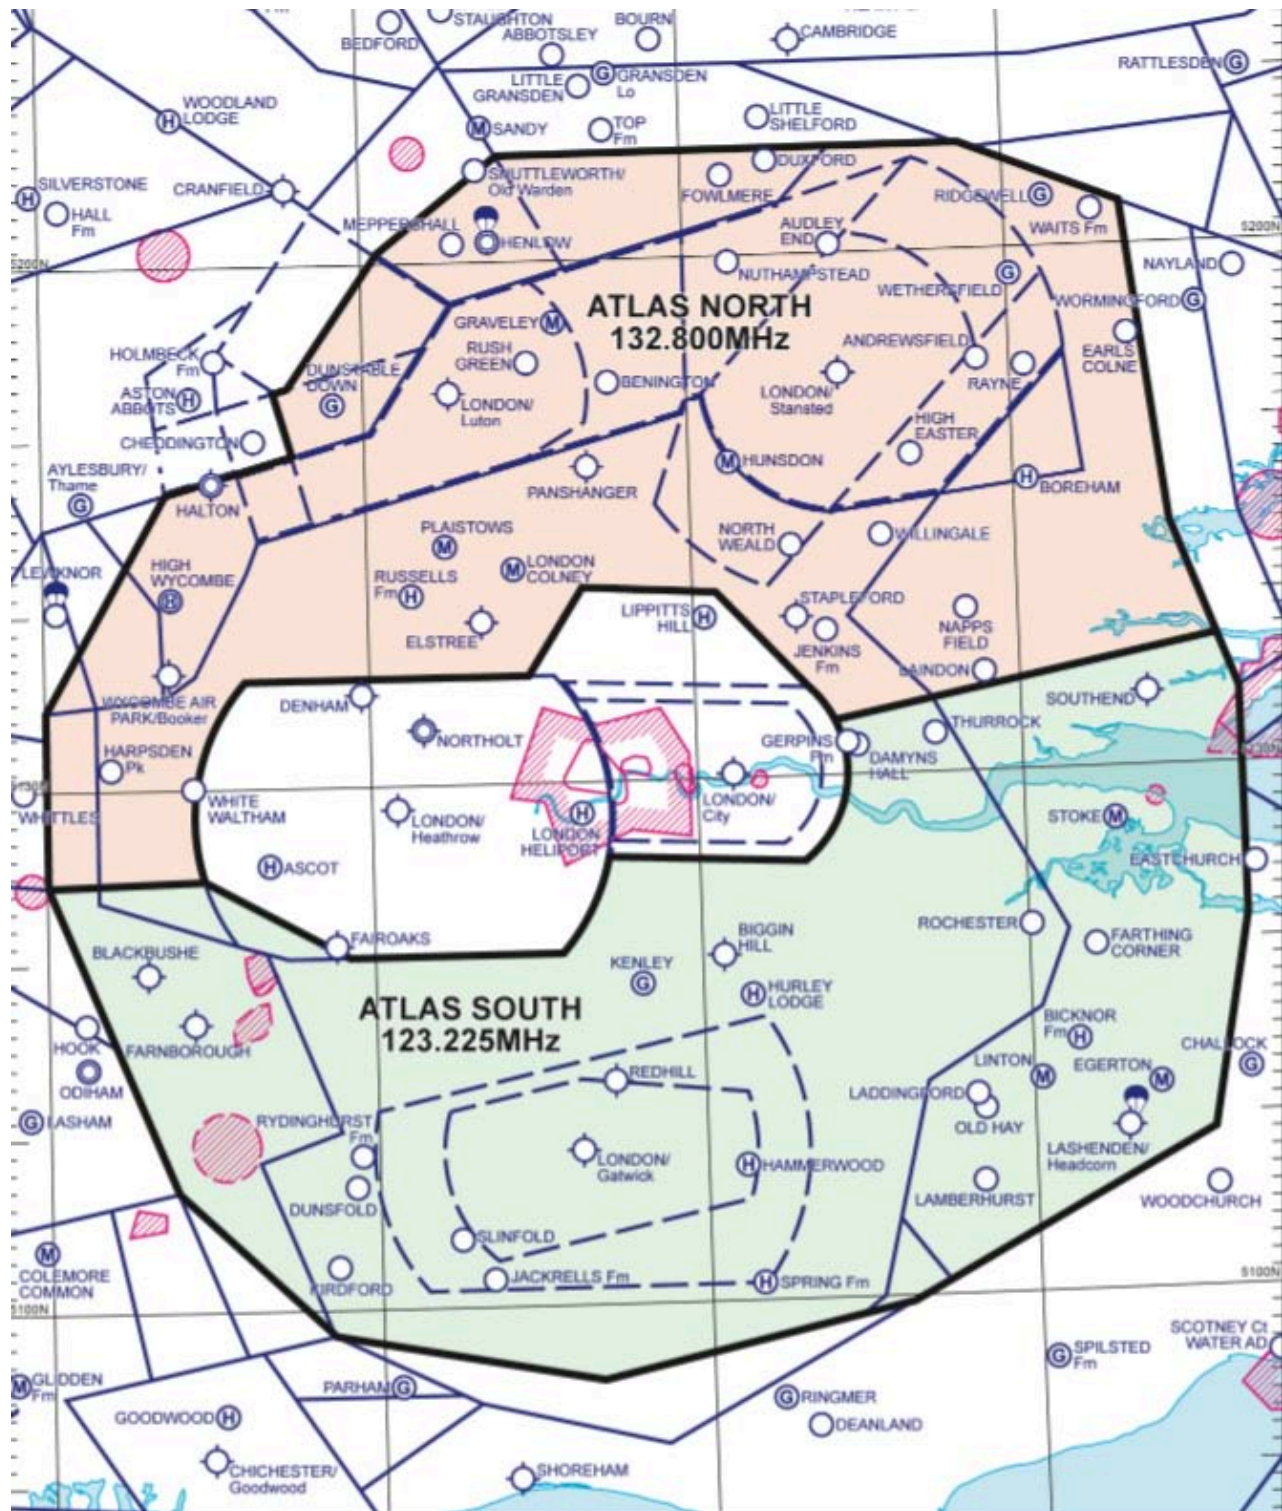 STAUGHTON
BOURN
BEDFORD
ABBOTSLEY
CAMBRIDGE
LITTLE
GRANSDEN
G
GRANSDEN
Lo
RATTLESDEN
G
WOODLAND
LODGE
H
M
SANDY
TOP
Fm
LITTLE
SHELFORD
SILVERSTONE
H
HALL
Fm
CRANFIELD
SHUTTLEWORTH/
Old Warden
DUXFORD
FOWLMERE
RIDGEWELL
G
WAITS Fm
MEPPERSHALL
HENLOW
AUDLEY
END
5200N
5200N
NUTHAMPSTEAD
WETHERSFIELD
G
NAYLAND
WORMINGFORD
G
ATLAS NORTH
132.800MHz
GRAVELEY
M
HOLMBECK
Fm
RUSH
GREEN
ANDREWSFIELD
EARLS
COLNE
DUNSTABLE
DOWN
G
ASTON
ABBOTS
H
BENINGTON
RAYNE
LONDON/
Luton
LONDON/
Stansted
CHEDDINGTON
HIGH
EASTER
AYLESBURY/
Thame
G
M
HUNSDON
HALTON
PANSHANGER
H
BOREHAM
PLAISTOWS
M
NORTH
WEALD
WILLINGALE
HIGH
WYCOMBE
H
M
LONDON
COLNEY
RUSSELLS
Fm
H
LIPPITTS
HILL
H
STAPLEFORD
ELSTREE
JENKINS
Fm
NAPPS
FIELD
LAINDON
WYCOMBE AIR
PARK/Booker
DENHAM
SOUTHEND
NORTHOLT
THURROCK
GERPINS
Fm
DAMYNS
HALL
HARPSDEN
Pk
WHITE
WALTHAM
LONDON/
City
WHITTLES
LONDON/
Heathrow
H
LONDON
HELIPORT
STOKE
M
H
ASCOT
EASTCHURCH
FAIROAKS
ROCHESTER
FARTHING
CORNER
BLACKBUSHE
BIGGIN
HILL
KENLEY
G
H
HURLEY
LODGE
ATLAS SOUTH
123.225MHz
BICKNOR
Fm
H
HOOK
FARNBOROUGH
CHALLOCK
G
ODIHAM
LINTON
M
EGERTON
M
REDHILL
LADDINGFORD
G
LASHAM
OLD HAY
RYDINGHURST
Fm
LASHENDEN/
Headcorn
LONDON/
Gatwick
H
HAMMERWOOD
DUNSFOLD
LAMBERHURST
WOODCHURCH
SLINFOLD
M
COLEMORE
COMMON
KIRDFORD
JACKRELLS Fm
H
SPRING Fm
5100N
5100N
SCOTNEY Ct
WATER AD
G
SPILSTED
Fm
M
GLIDDEN
Fm
PARHAM
G
G
RINGMER
GOODWOOD
H
DEANLAND
CHICHESTER/
Goodwood
SHOREHAM